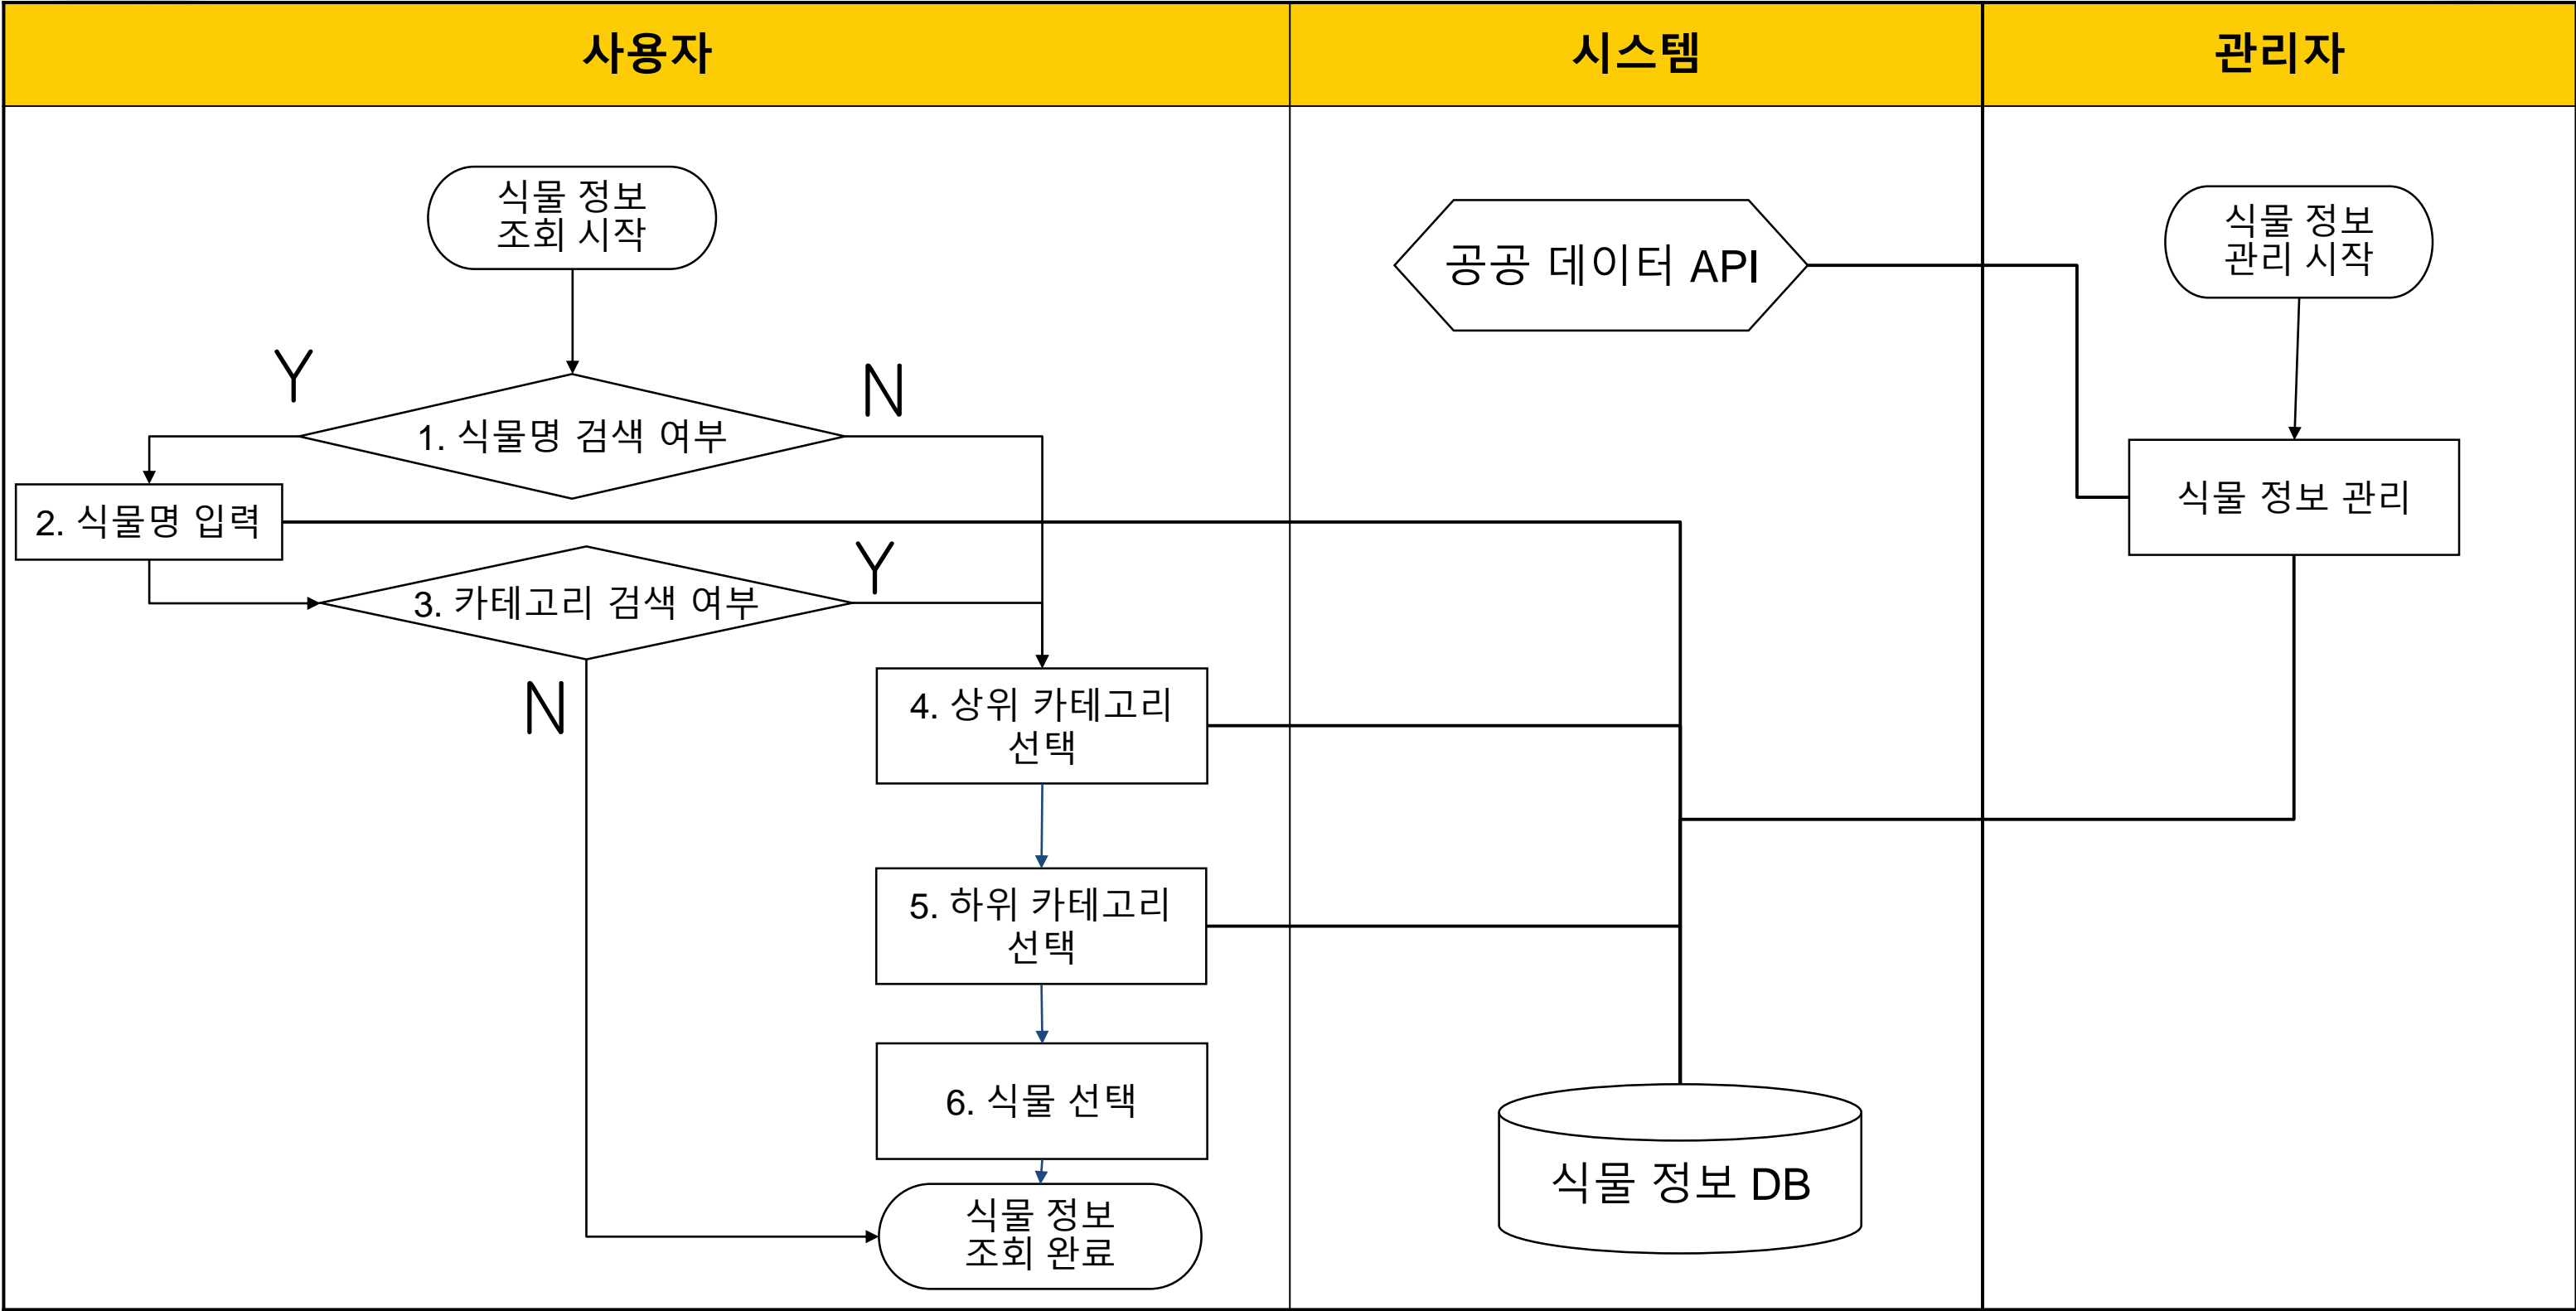 사용자
시스템
관리자
식물 정보
조회 시작
공공 데이터 API
식물 정보
관리 시작
Y
N
1. 식물명 검색 여부
2. 식물명 입력
식물 정보 관리
Y
3. 카테고리 검색 여부
N
4. 상위 카테고리
선택
5. 하위 카테고리
선택
6. 식물 선택
식물 정보 DB
식물 정보
조회 완료